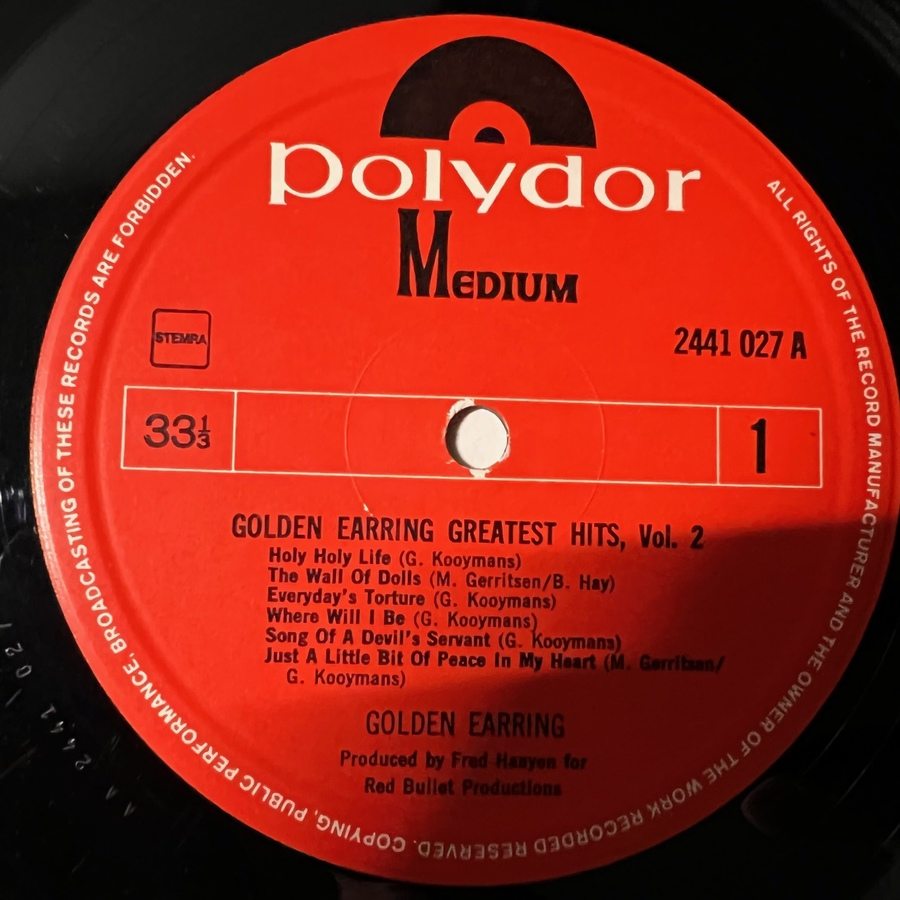 polydor
MEDIUM
STEMRA
2441 027 A
33 1/3
1
GOLDEN EARRING GREATEST HITS, Vol. 2
Holy Holy Life (G. Kooymans)
The Wall Of Dolls (M. Gerritsen/B. Hay)
Everyday's Torture (G. Kooymans)
Where Will I Be (G. Kooymans)
Song Of A Devil's Servant (G. Kooymans)
Just A Little Bit Of Peace In My Heart (M. Gerritsen/
G. Kooymans)
GOLDEN EARRING
Produced by Fred Haayen for
Red Bullet Productions
ALL RIGHTS OF THE RECORD MANUFACTURER AND THE OWNER OF THE WORK RECORDED RESERVED. COPYING, PUBLIC PERFORMANCE, BROADCASTING OF THESE RECORDS ARE FORBIDDEN.